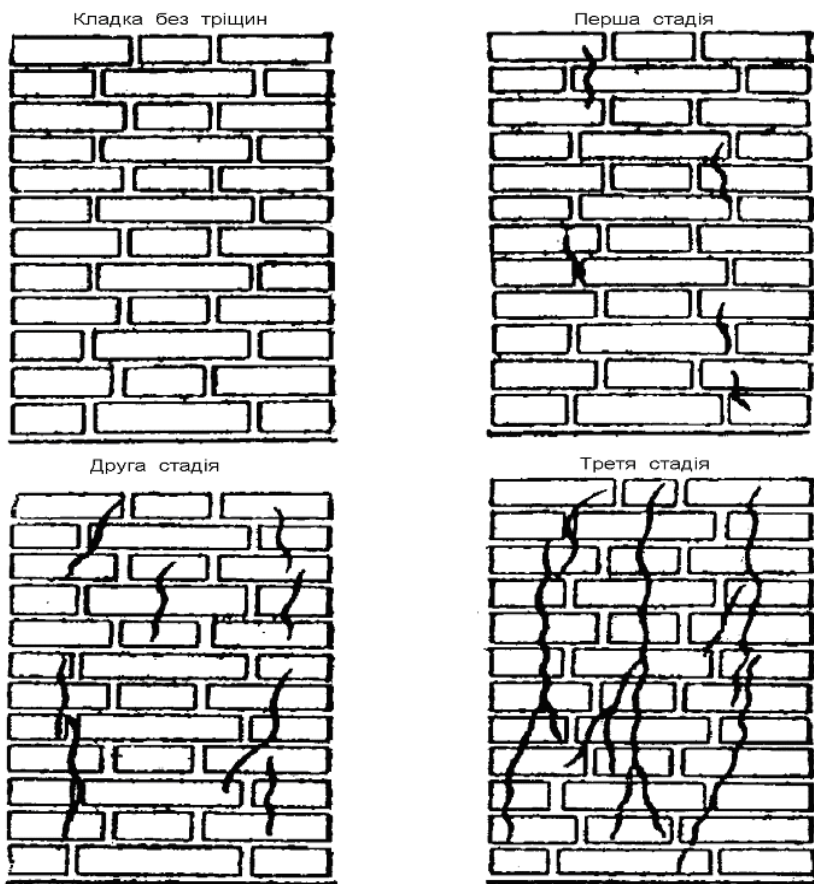 Кладка без тріщин
Перша стадія
Друга стадія
Третя стадія